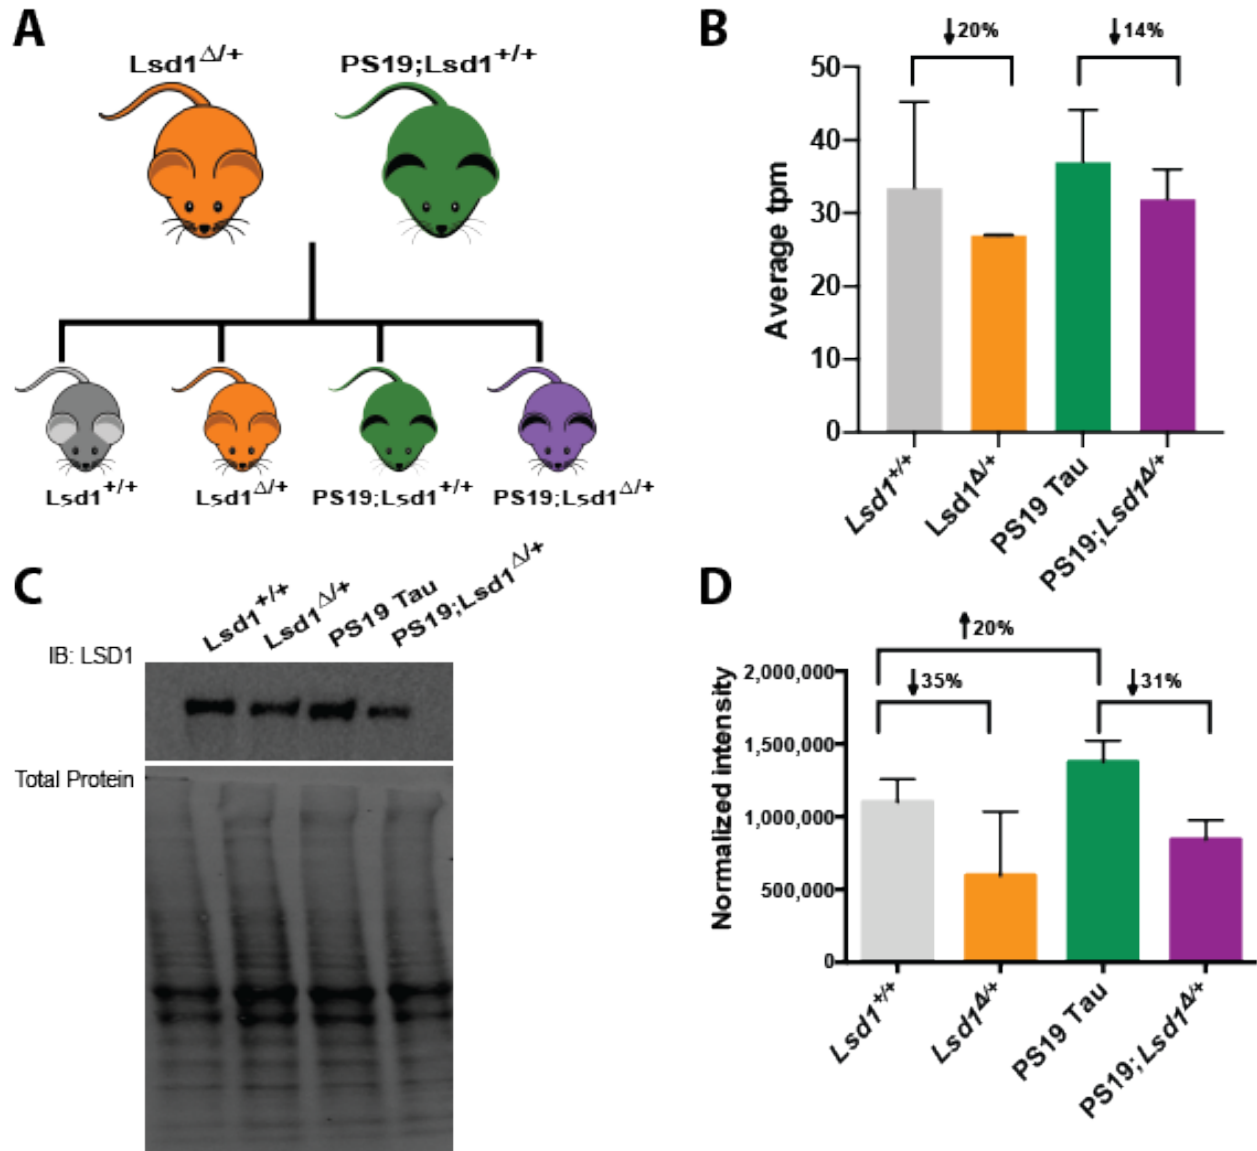 A
Lsd1Δ/+ PS19;Lsd1+/+
Lsd1+/+ Lsd1Δ/+ PS19;Lsd1+/+ PS19;Lsd1Δ/+
B
↓20% ↓14%
Average tpm
50
40
30
20
10
0
Lsd1+/+ Lsd1Δ/+ PS19 Tau PS19;Lsd1Δ/+
C
Lsd1+/+ Lsd1Δ/+ PS19 Tau PS19;Lsd1Δ/+
IB: LSD1
Total Protein
D
↑20%
↓35% ↓31%
Normalized intensity
2,000,000
1,500,000
1,000,000
500,000
0
Lsd1+/+ Lsd1Δ/+ PS19 Tau PS19;Lsd1Δ/+